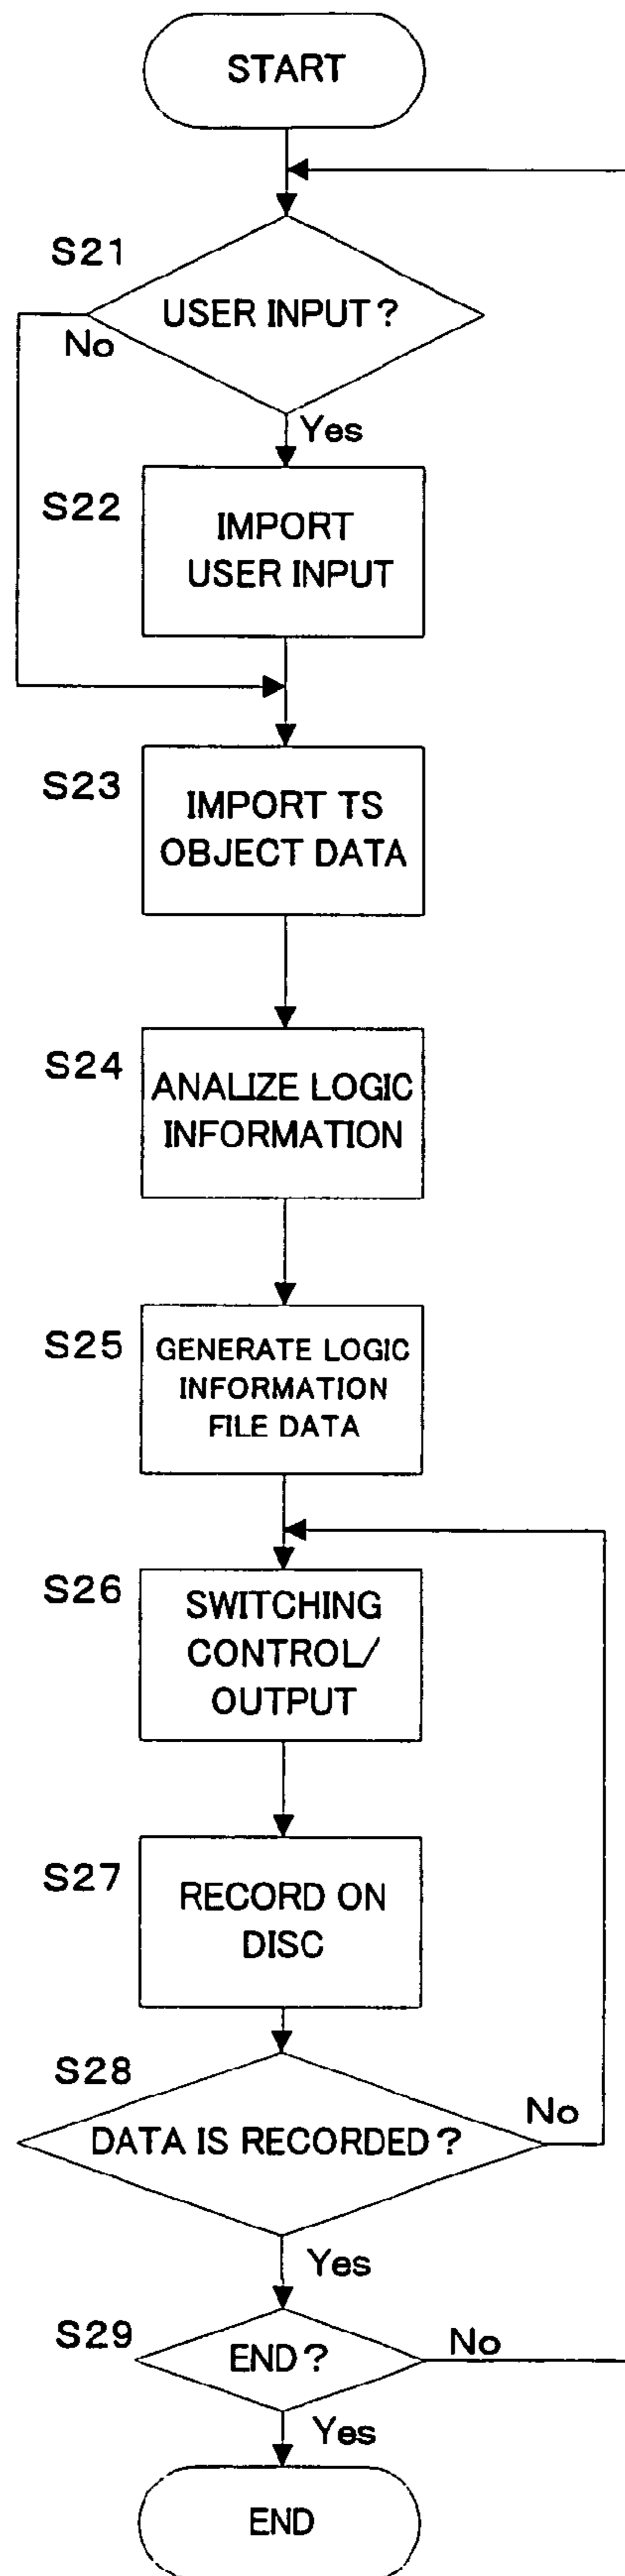 START
S21
USER INPUT?
No
Yes
S22
IMPORT
USER INPUT
S23
IMPORT TS
OBJECT DATA
S24
ANALIZE LOGIC
INFORMATION
S25
GENERATE LOGIC
INFORMATION
FILE DATA
S26
SWITCHING
CONTROL/
OUTPUT
S27
RECORD ON
DISC
S28
No
DATA IS RECORDED?
Yes
S29
END?
No
Yes
END